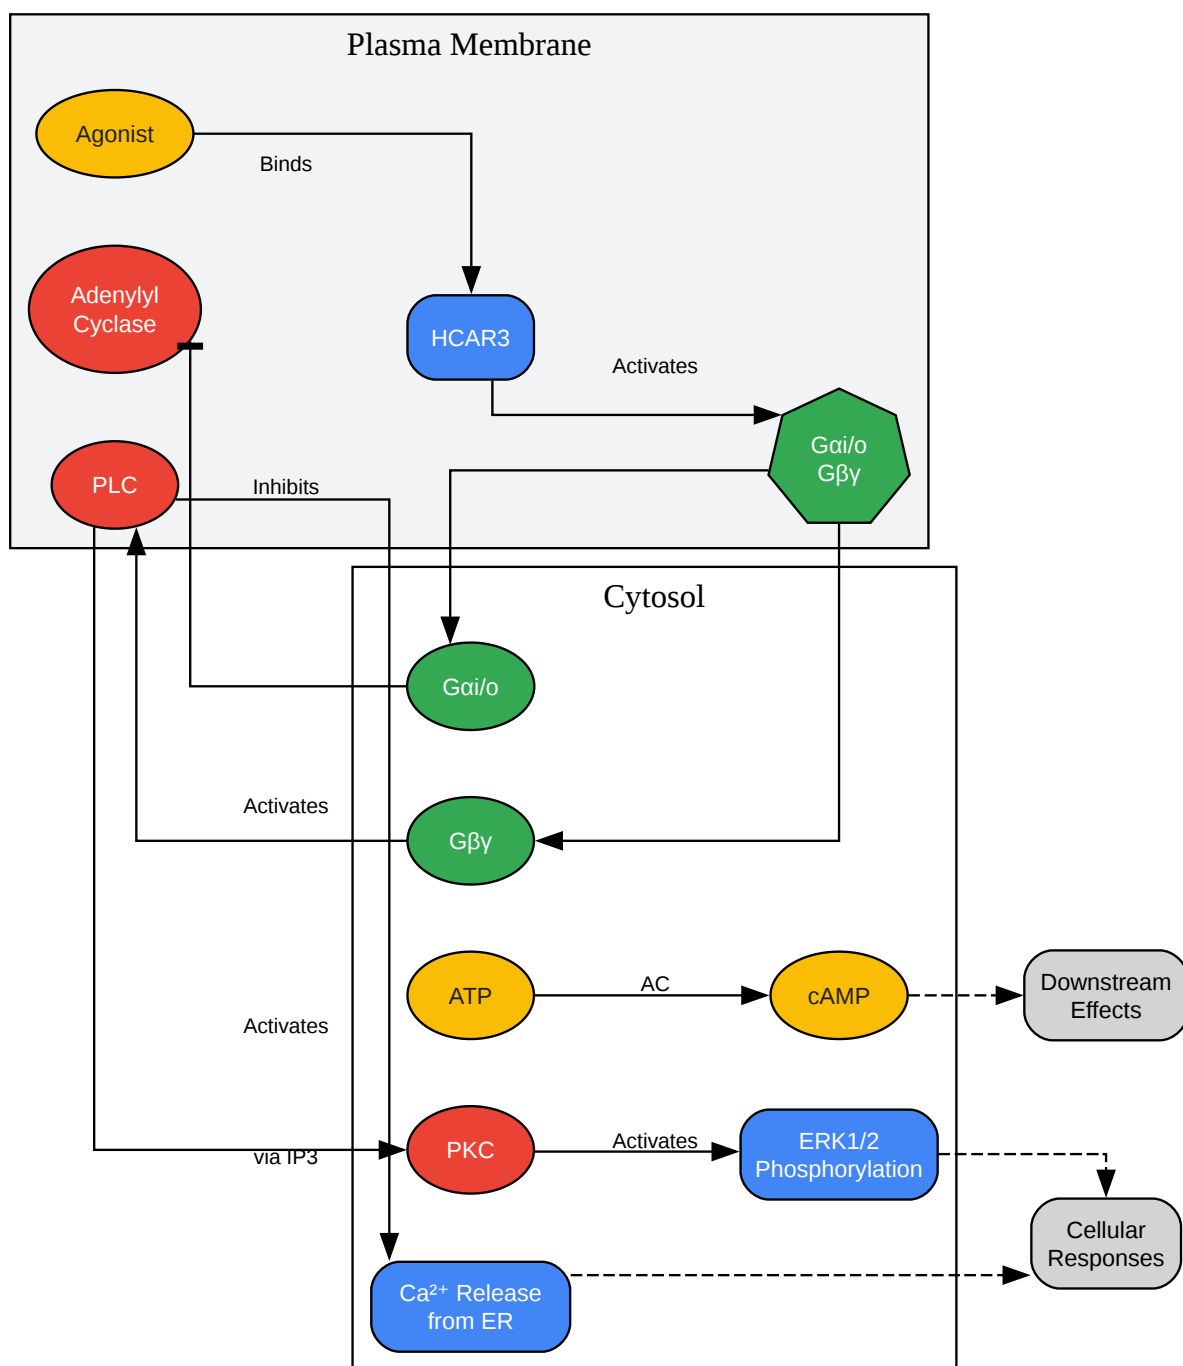 Plasma Membrane
Agonist
Binds
Adenylyl
Cyclase
HCAR3
Activates
Gαi/o
Gβγ
PLC
Inhibits
Cytosol
Gαi/o
Activates
Gβγ
ATP
AC
cAMP
Downstream
Effects
Activates
PKC
Activates
ERK1/2
Phosphorylation
via IP3
Cellular
Responses
Ca²⁺ Release
from ER